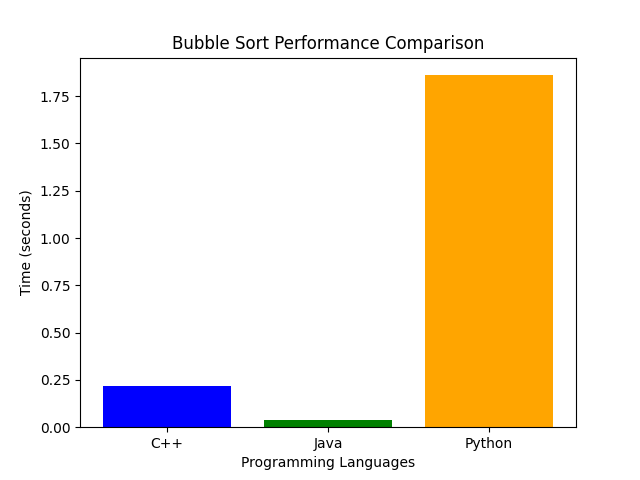 Bubble Sort Performance Comparison
Time (seconds)
1.75
1.50
1.25
1.00
0.75
0.50
0.25
0.00
C++ Java Python
Programming Languages